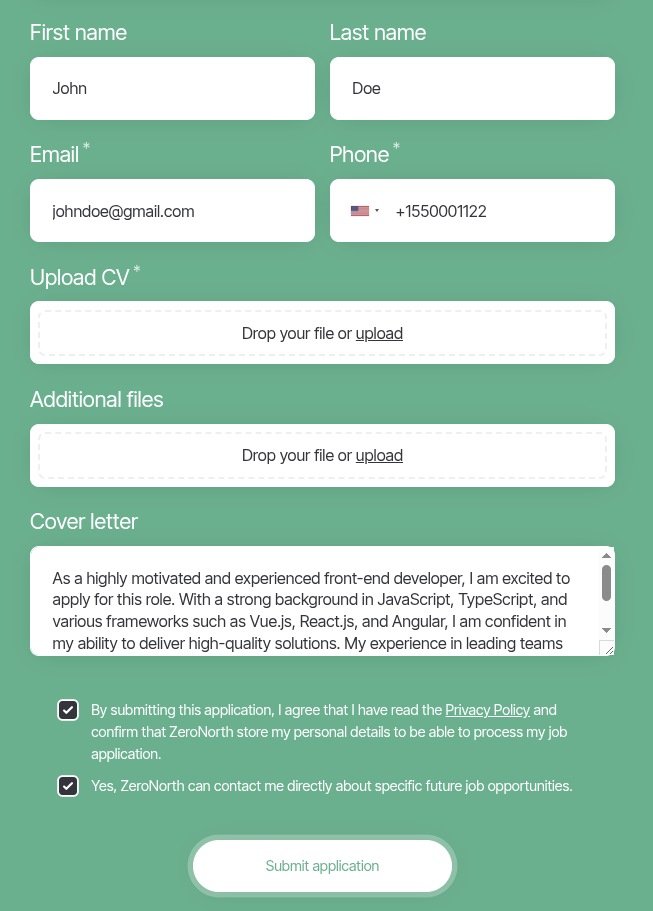 First name Last name
John Doe
Email * Phone *
johndoe@gmail.com +1550001122
Upload CV *
Drop your file or upload
Additional files
Drop your file or upload
Cover letter
As a highly motivated and experienced front-end developer, I am excited to
apply for this role. With a strong background in JavaScript, TypeScript, and
various frameworks such as Vue.js, React.js, and Angular, I am confident in
my ability to deliver high-quality solutions. My experience in leading teams
By submitting this application, I agree that I have read the Privacy Policy and
confirm that ZeroNorth store my personal details to be able to process my job
application.
Yes, ZeroNorth can contact me directly about specific future job opportunities.
Submit application